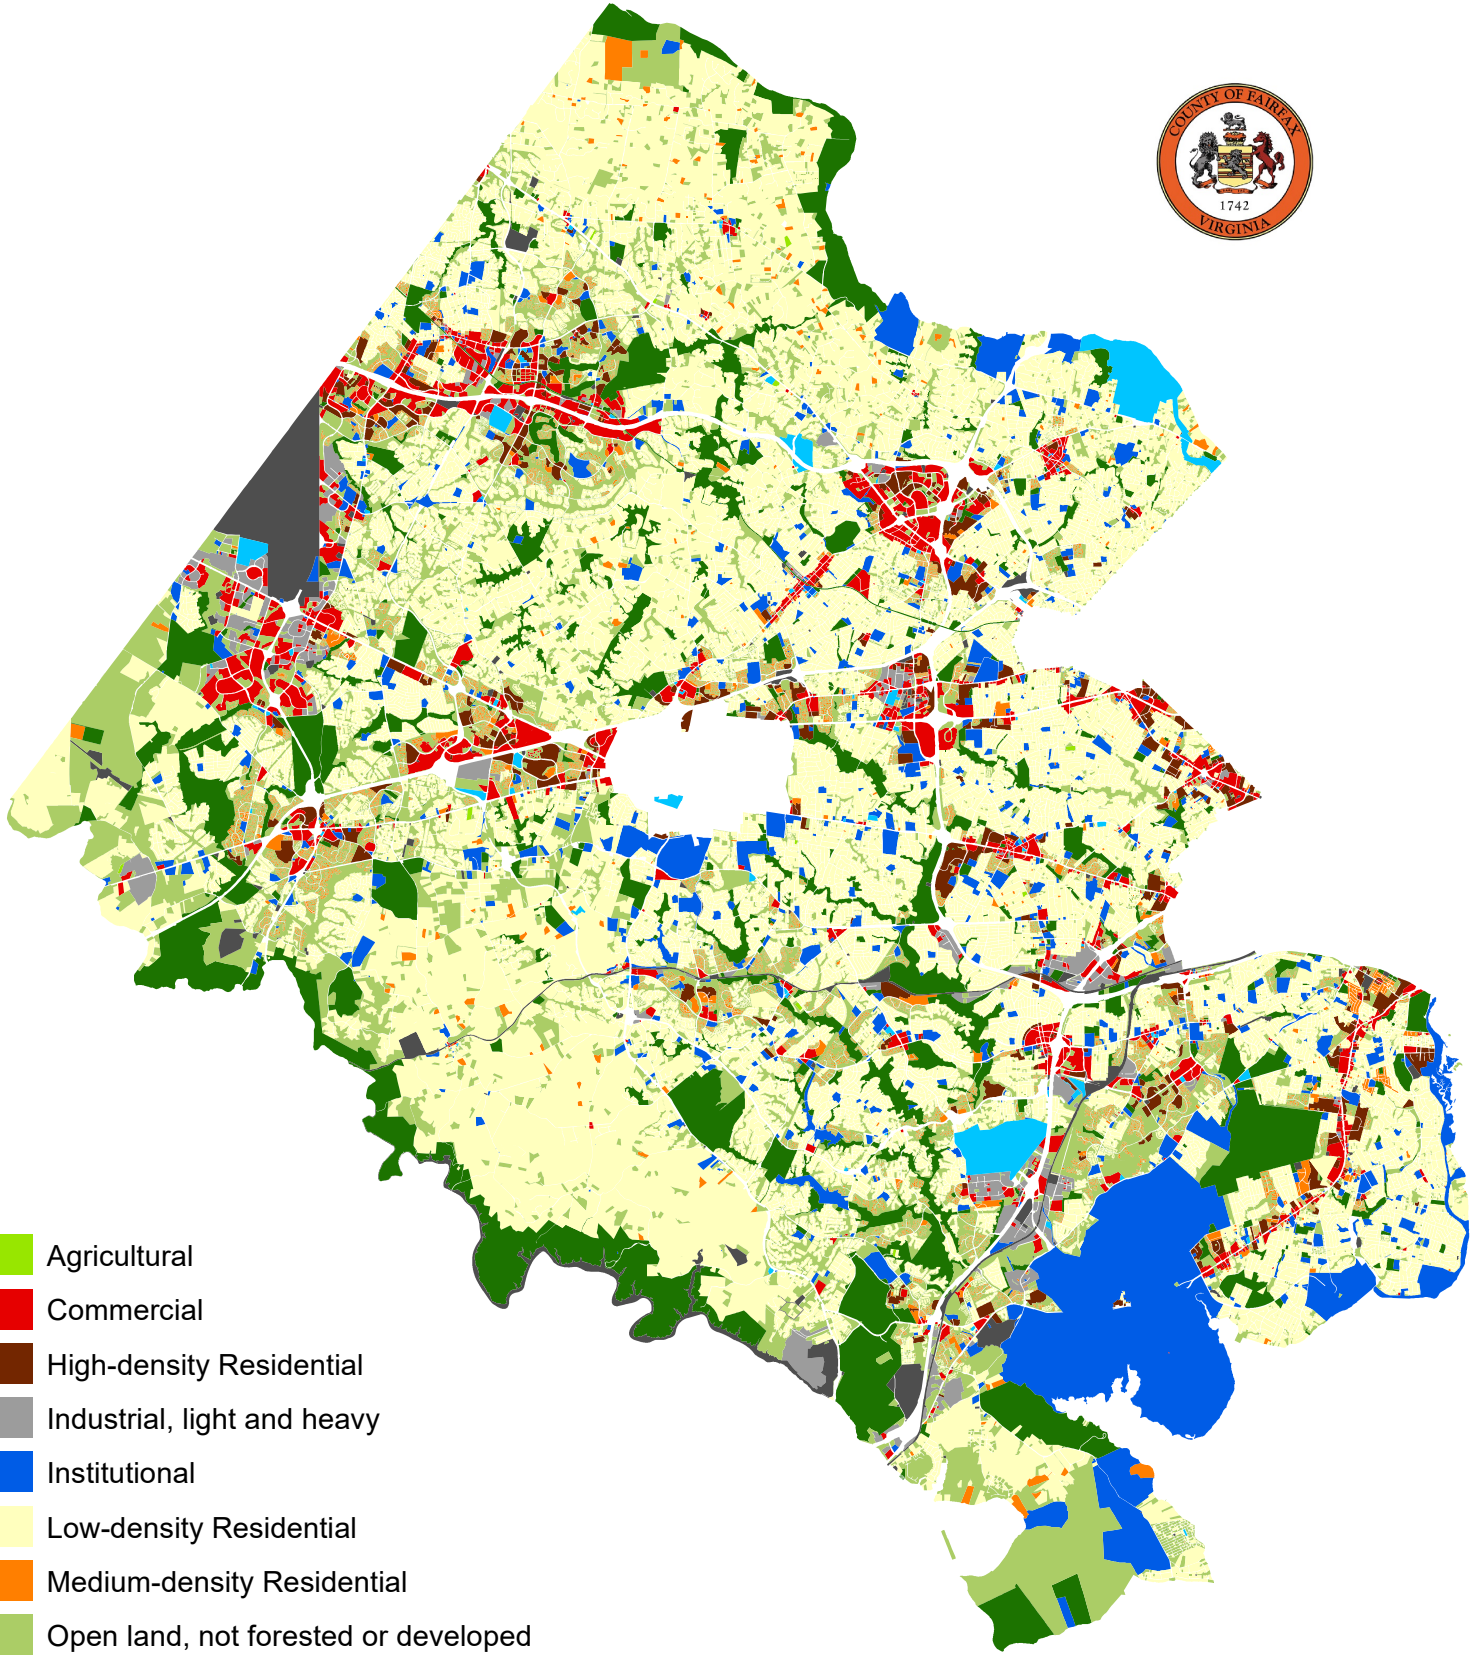 COUNTY OF FAIRFAX
1742
VIRGINIA
Agricultural
Commercial
High-density Residential
Industrial, light and heavy
Institutional
Low-density Residential
Medium-density Residential
Open land, not forested or developed